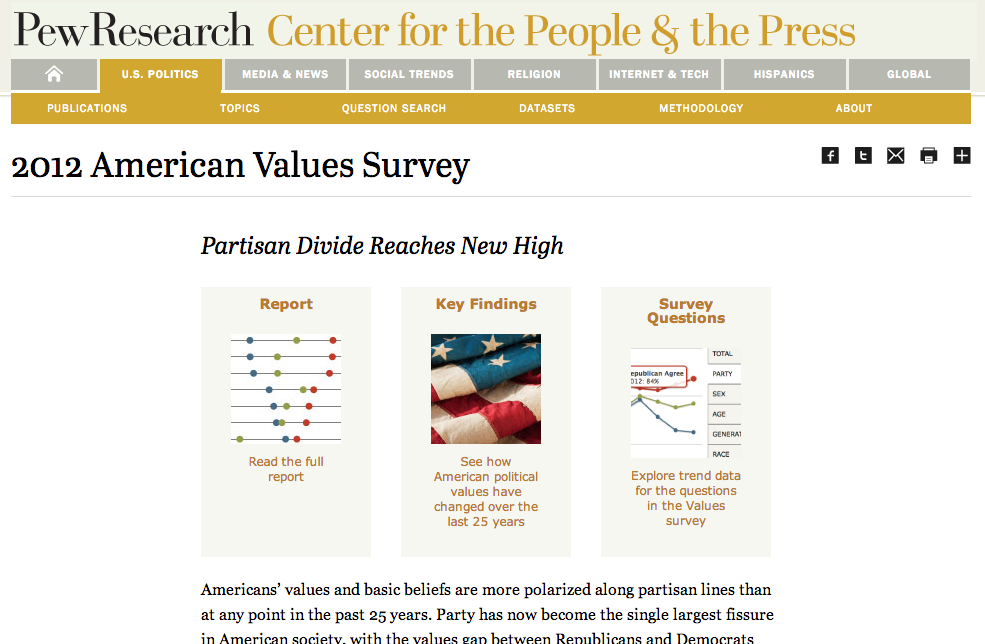 PewResearch Center for the People & the Press
U.S. POLITICS MEDIA & NEWS SOCIAL TRENDS RELIGION INTERNET & TECH HISPANICS GLOBAL
PUBLICATIONS TOPICS QUESTION SEARCH DATASETS METHODOLOGY ABOUT
2012 American Values Survey
Partisan Divide Reaches New High
Report
Read the full
report
Key Findings
See how
American political
values have
changed over the
last 25 years
Survey
Questions
epublican Agree
012: 84%
TOTAL
PARTY
SEX
AGE
GENERAT
RACE
Explore trend data
for the questions
in the Values
survey
Americans' values and basic beliefs are more polarized along partisan lines than
at any point in the past 25 years. Party has now become the single largest fissure
in American society, with the values gap between Republicans and Democrats